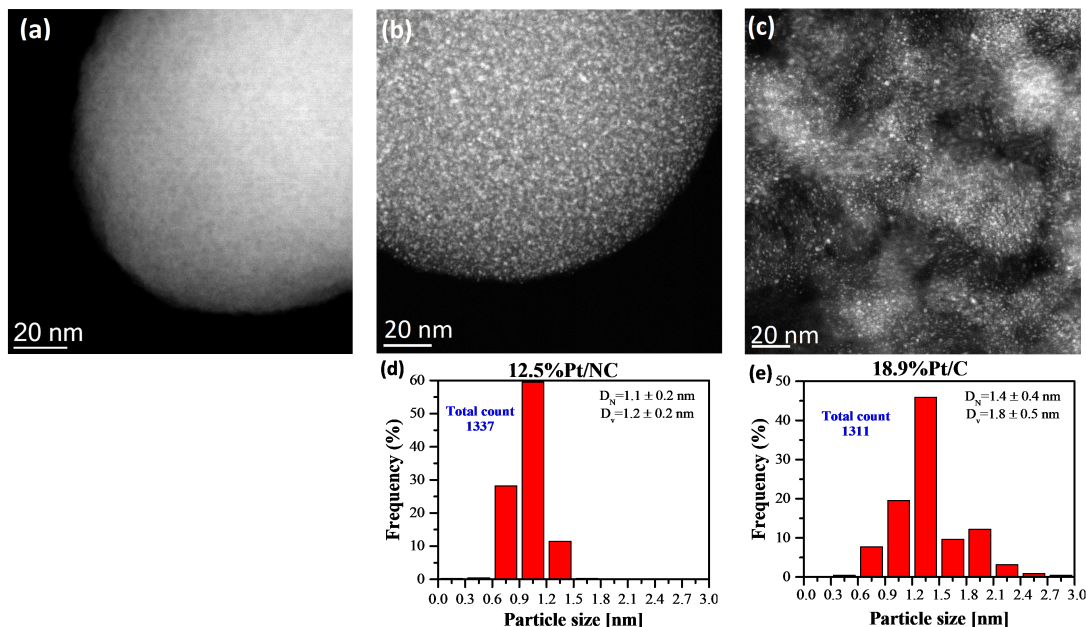 (a)
(b)
(c)
20 nm
20 nm
20 nm
(d)
12.5%Pt/NC
Total count
1337
D_N=1.1 ± 0.2 nm
D_v=1.2 ± 0.2 nm
Frequency (%)
60
50
40
30
20
10
0
0.0 0.3 0.6 0.9 1.2 1.5 1.8 2.1 2.4 2.7 3.0
Particle size [nm]
(e)
18.9%Pt/C
Total count
1311
D_N=1.4 ± 0.4 nm
D_v=1.8 ± 0.5 nm
Frequency (%)
50
40
30
20
10
0
0.0 0.3 0.6 0.9 1.2 1.5 1.8 2.1 2.4 2.7 3.0
Particle size [nm]